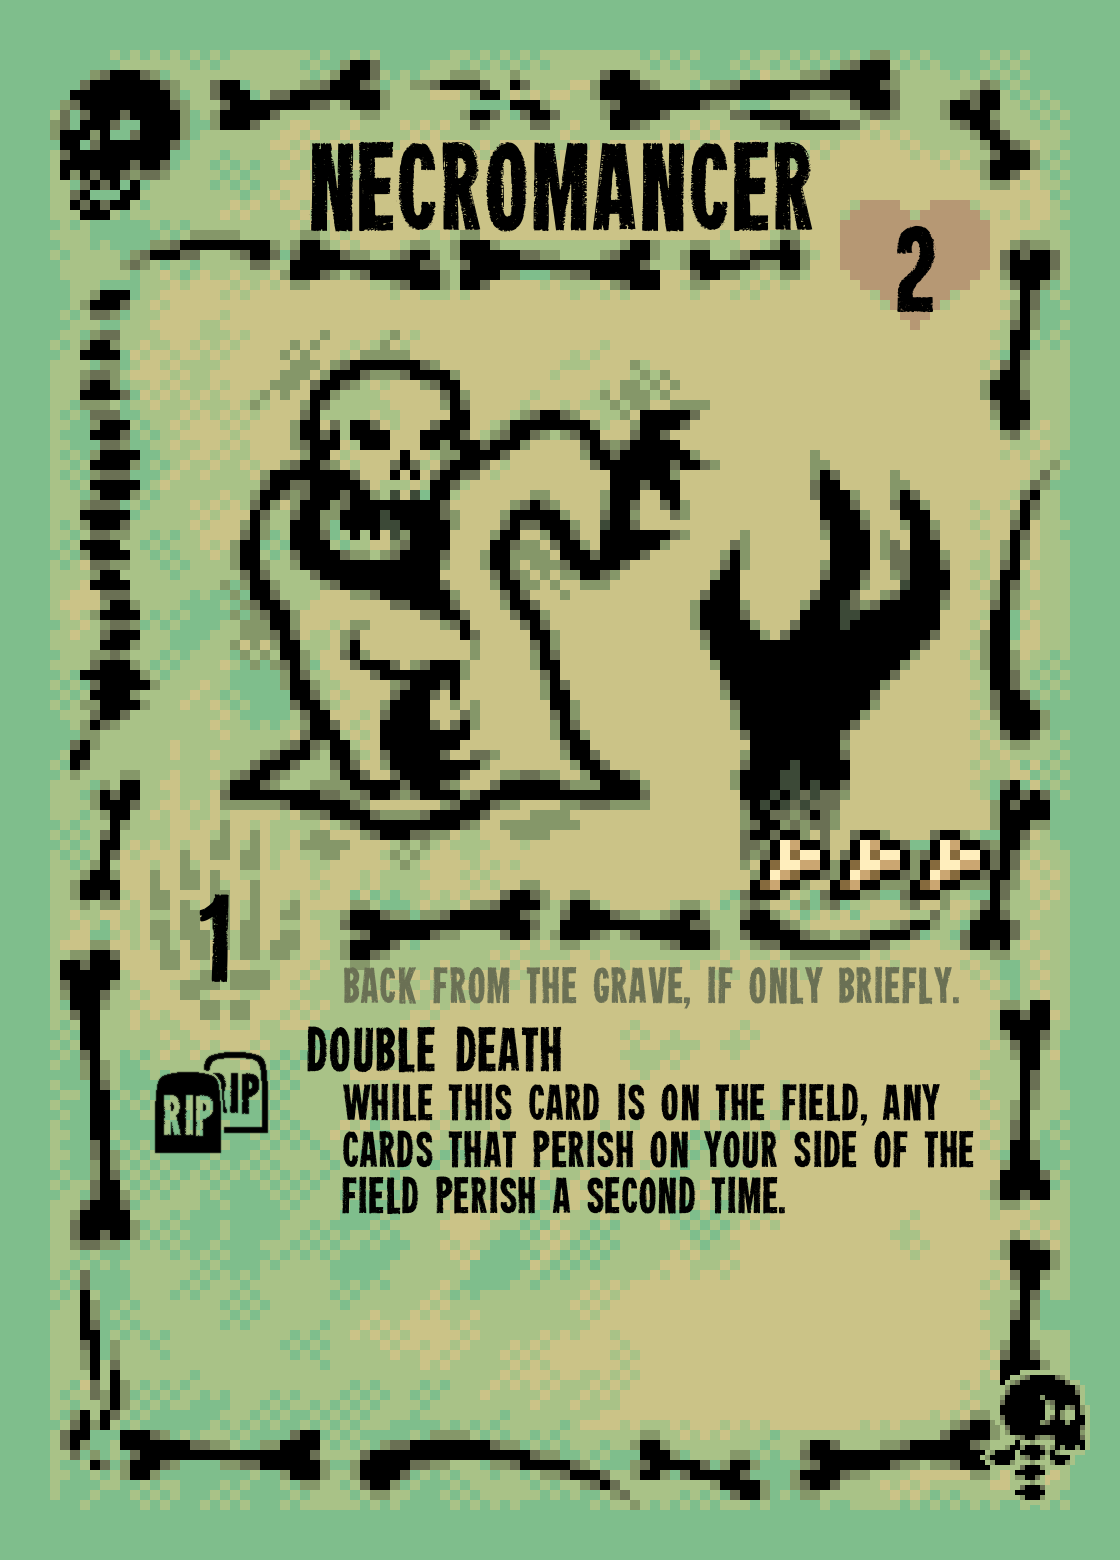 NECROMANCER
2
1
BACK FROM THE GRAVE, IF ONLY BRIEFLY.
DOUBLE DEATH
RIP RIP
WHILE THIS CARD IS ON THE FIELD, ANY
CARDS THAT PERISH ON YOUR SIDE OF THE
FIELD PERISH A SECOND TIME.